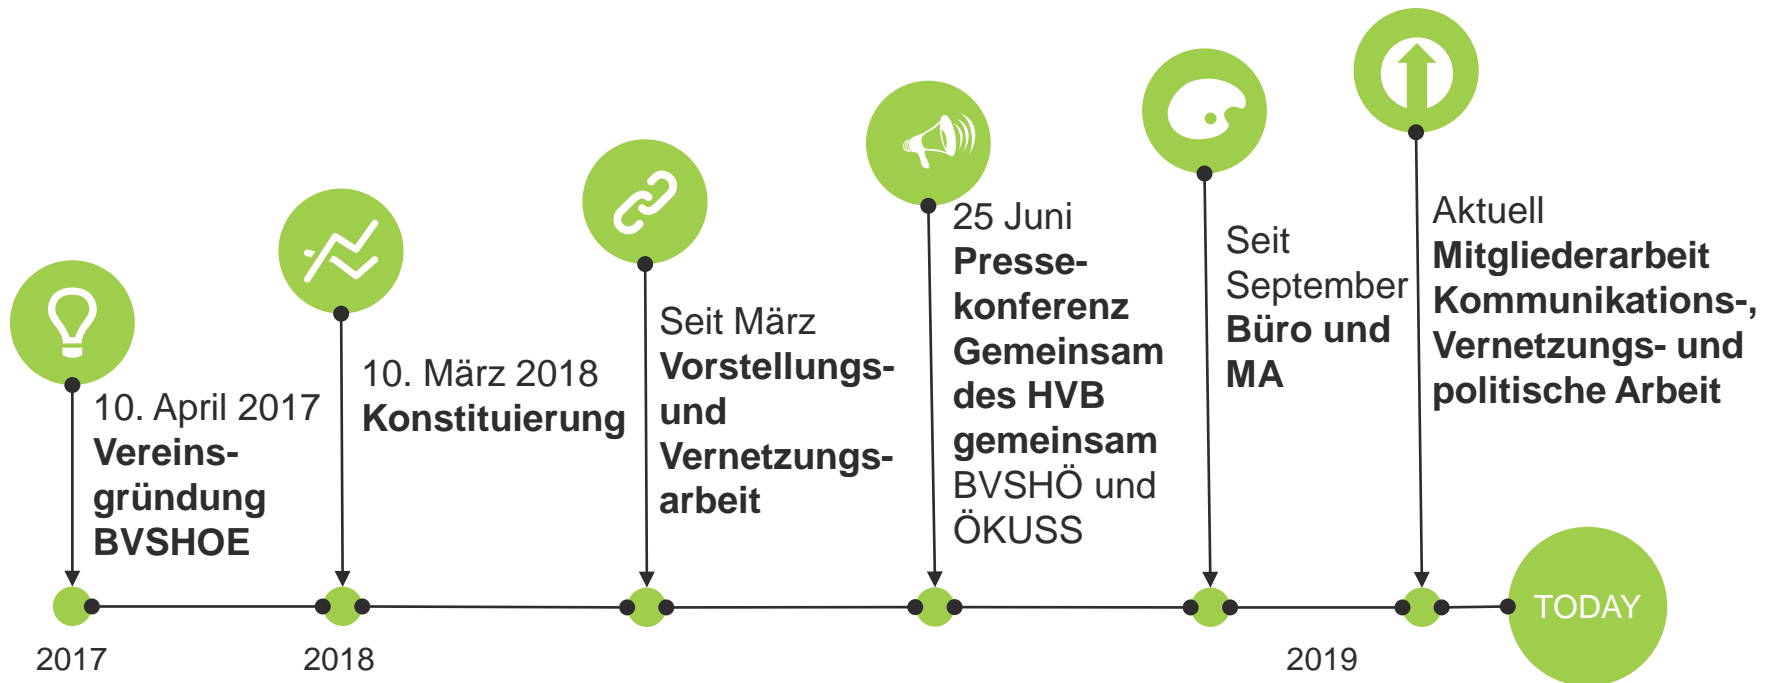 10. April 2017
Vereins-
gründung
BVSHOE
10. März 2018
Konstituierung
Seit März
Vorstellungs-
und
Vernetzungs-
arbeit
25 Juni
Presse-
konferenz
Gemeinsam
des HVB
gemeinsam
BVSHÖ und
ÖKUSS
Seit
September
Büro und
MA
Aktuell
Mitgliederarbeit
Kommunikations-,
Vernetzungs- und
politische Arbeit
TODAY
2017
2018
2019